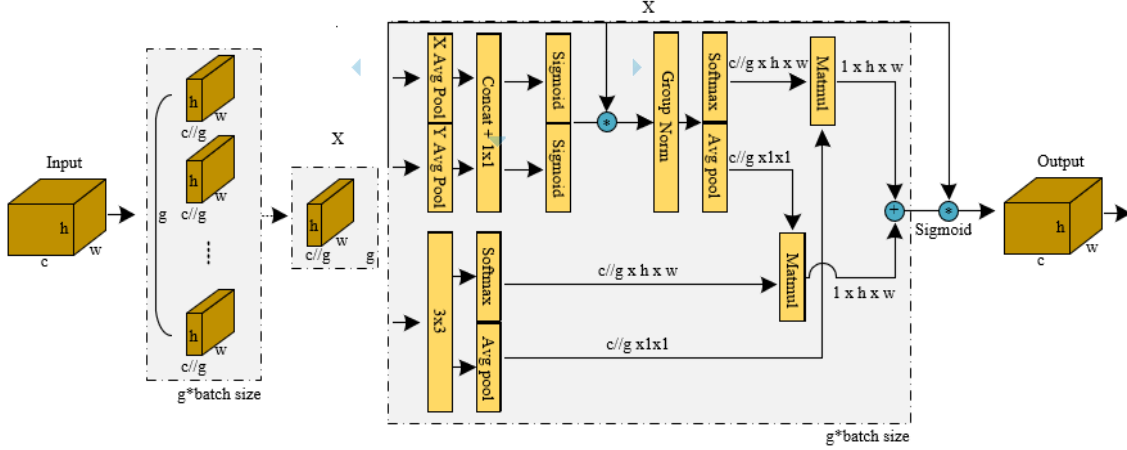 Input
h
w
c
g
h
w
c//g
h
w
c//g
h
w
c//g
g*batch size
X
h
w
c//g
g
X
X Avg Pool
Y Avg Pool
Concat + 1x1
Sigmoid
Sigmoid
*
Group Norm
Softmax
Avg pool
c//g x h x w
c//g x1x1
Matmul
1 x h x w
3x3
Softmax
Avg pool
c//g x h x w
c//g x1x1
Matmul
1 x h x w
+
Sigmoid
*
g*batch size
Output
h
w
c